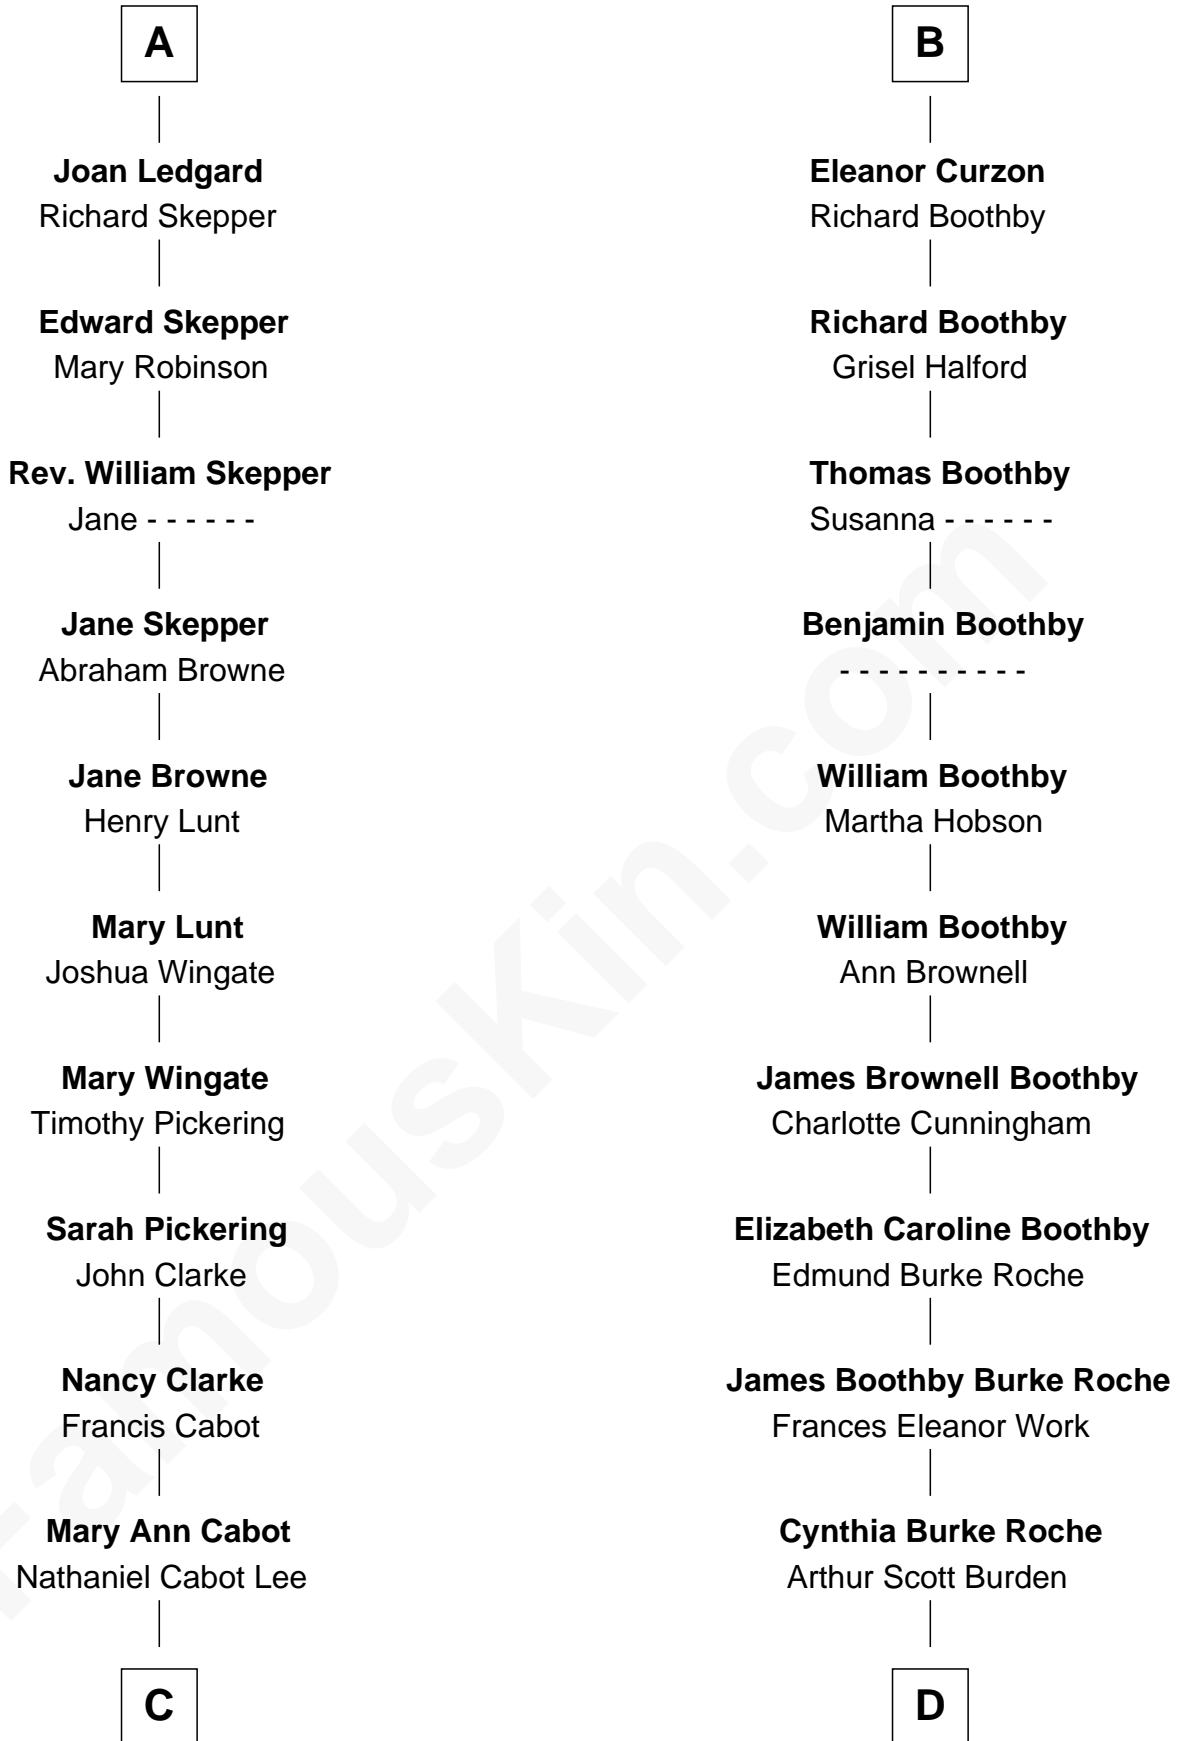 A
Joan Ledgard
Richard Skepper
Edward Skepper
Mary Robinson
Rev. William Skepper
Jane - - - - - -
Jane Skepper
Abraham Browne
Jane Browne
Henry Lunt
Mary Lunt
Joshua Wingate
Mary Wingate
Timothy Pickering
Sarah Pickering
John Clarke
Nancy Clarke
Francis Cabot
Mary Ann Cabot
Nathaniel Cabot Lee
C
B
Eleanor Curzon
Richard Boothby
Richard Boothby
Grisel Halford
Thomas Boothby
Susanna - - - - - -
Benjamin Boothby
- - - - - - - - - -
William Boothby
Martha Hobson
William Boothby
Ann Brownell
James Brownell Boothby
Charlotte Cunningham
Elizabeth Caroline Boothby
Edmund Burke Roche
James Boothby Burke Roche
Frances Eleanor Work
Cynthia Burke Roche
Arthur Scott Burden
D
FamousKin.com